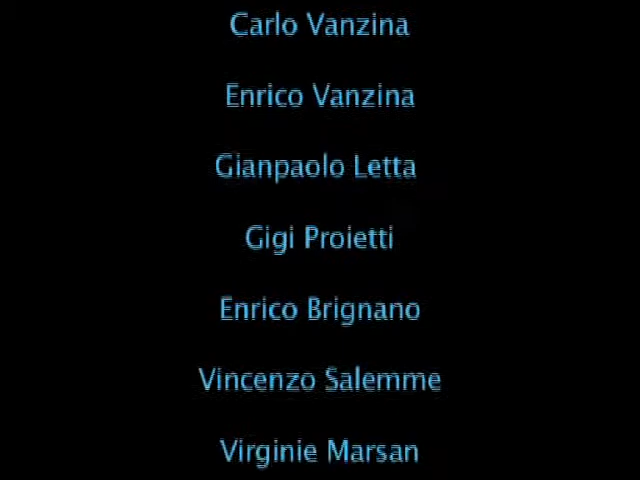 Carlo Vanzina
Enrico Vanzina
Gianpaolo Letta
Gigi Proietti
Enrico Brignano
Vincenzo Salemme
Virginie Marsan